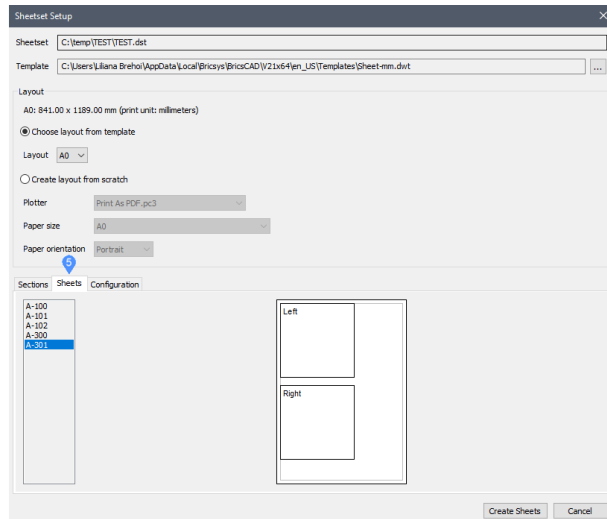 Sheetset Setup
Sheetset C:\temp\TEST\TEST.dst
Template C:\Users\Liliana Brehoi\AppData\Local\Bricsys\BricsCAD\V21x64\en_US\Templates\Sheet-mm.dwt ...
Layout
A0: 841.00 x 1189.00 mm (print unit: millimeters)
Choose layout from template
Layout A0
Create layout from scratch
Plotter Print As PDF.pc3
Paper size A0
Paper orientation Portrait
5
Sections Sheets Configuration
A-100
A-101
A-102
A-300
A-301
Left
Right
Create Sheets Cancel